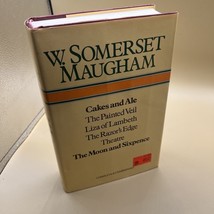 W. SOMERSET
MAUGHAM
Cakes and Ale
The Painted Veil
Liza of Lambeth
The Razor's Edge
Theatre
The Moon and Sixpence